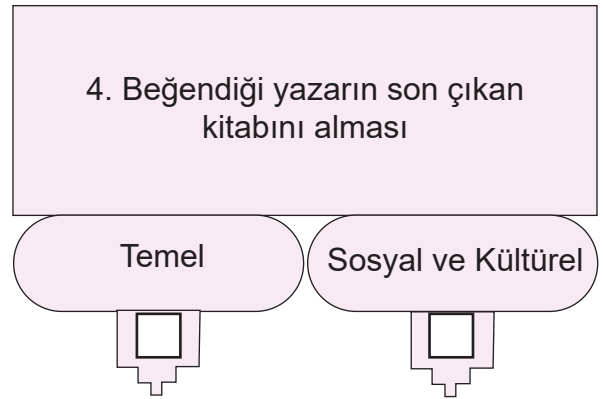 4. Beğendiği yazarın son çıkan
kitabını alması
Temel
Sosyal ve Kültürel